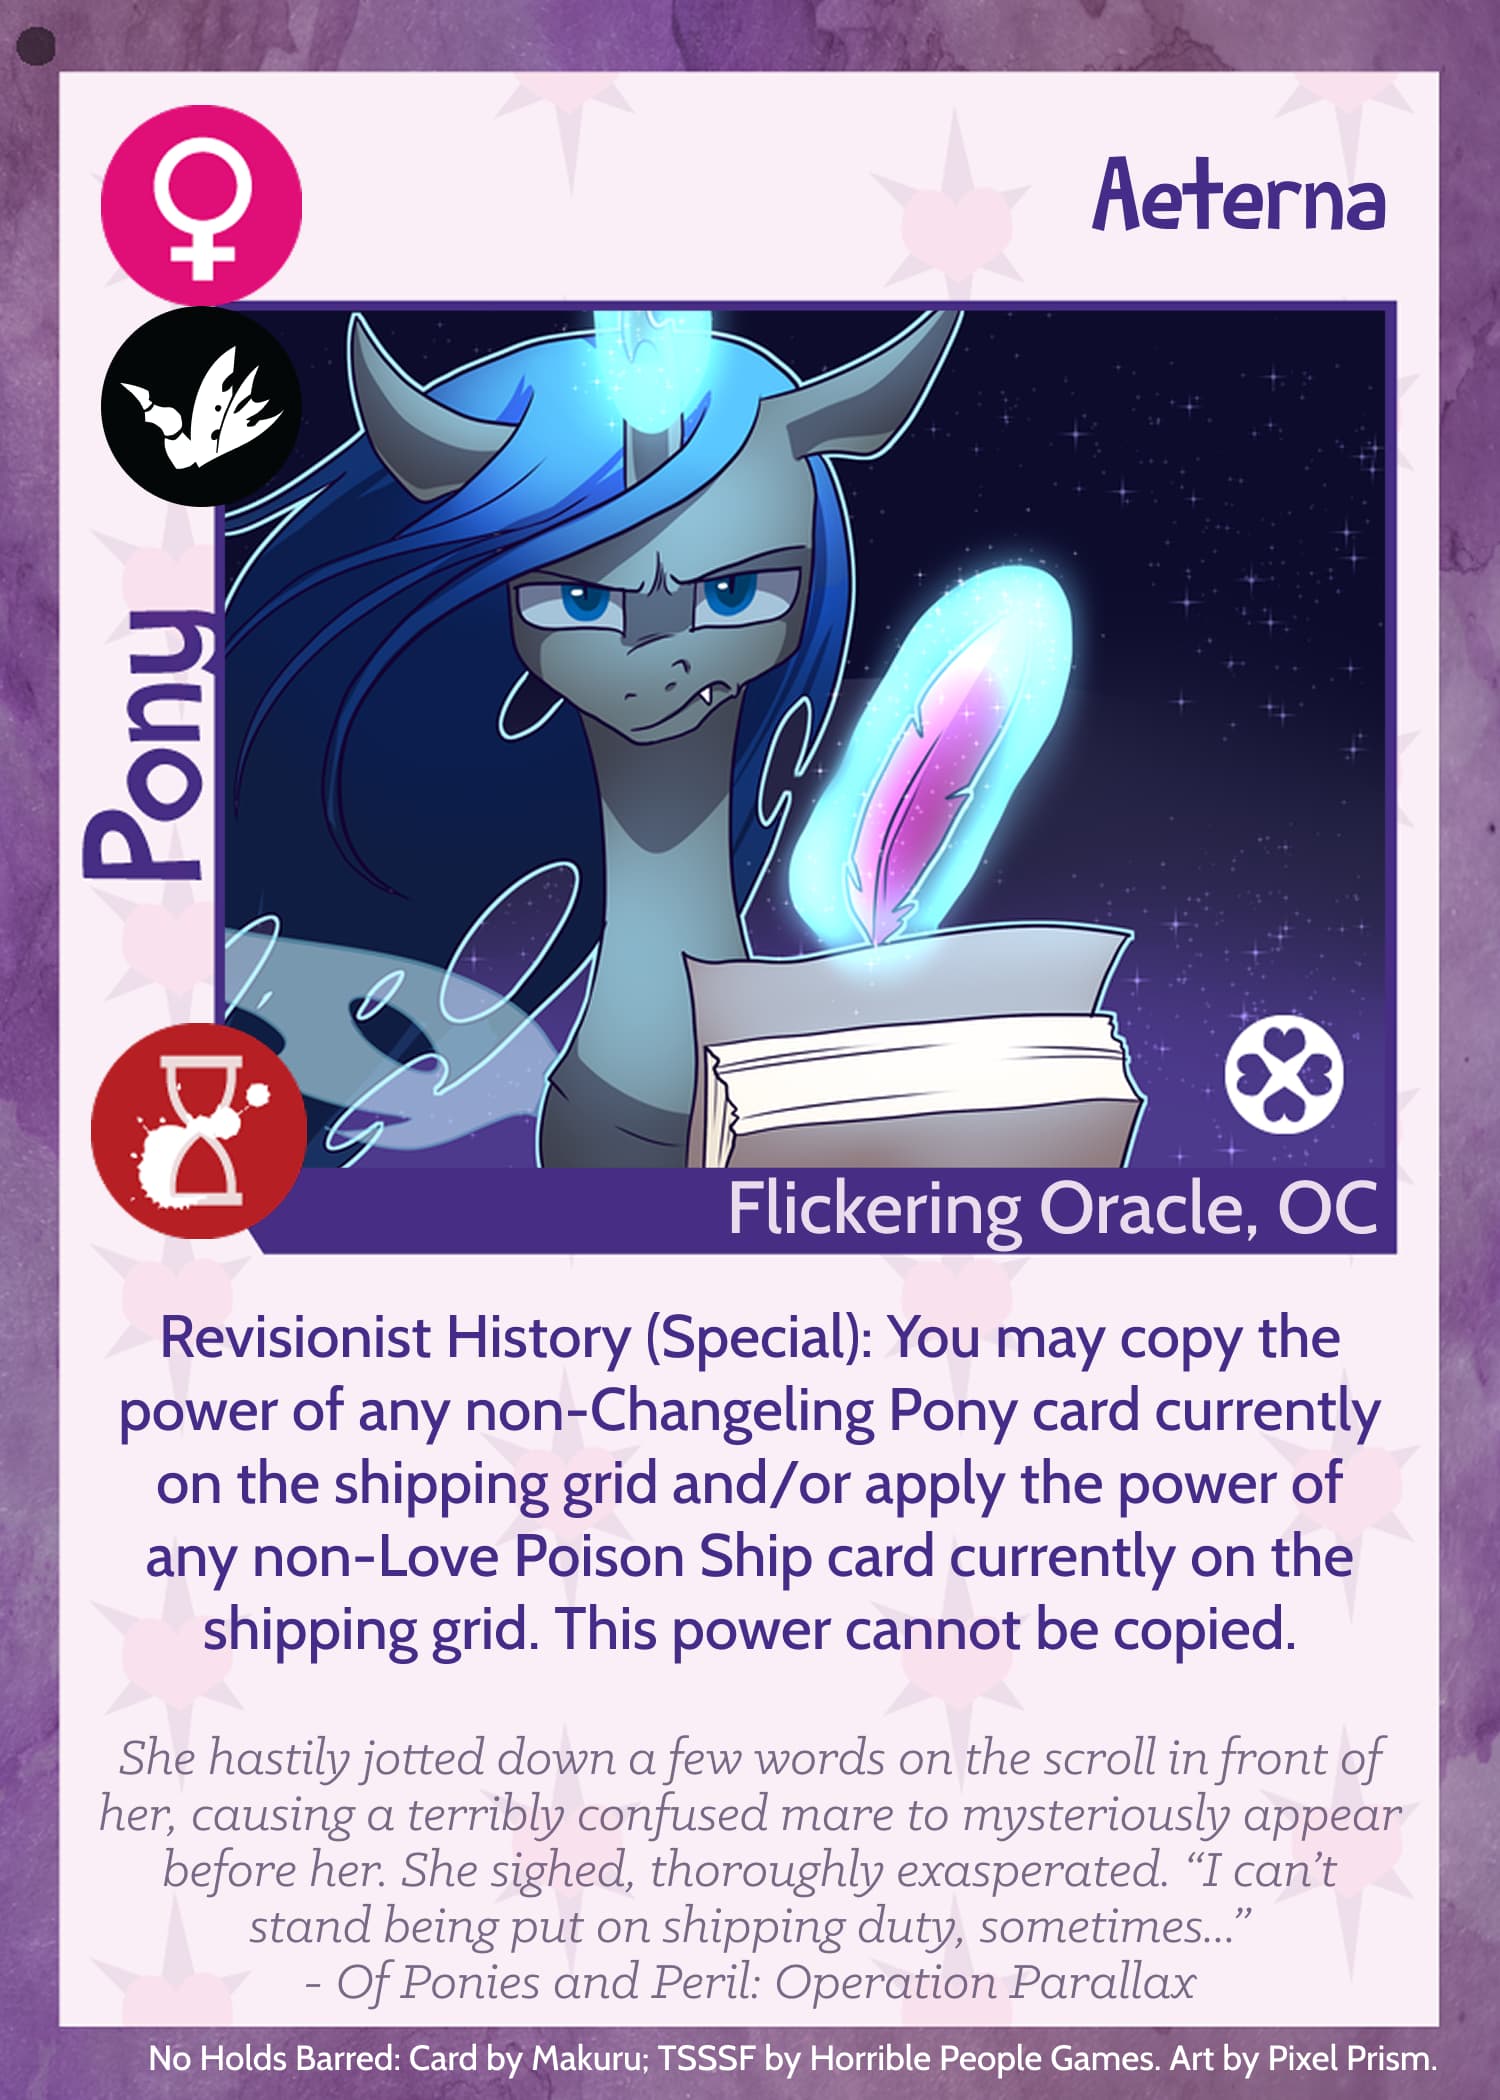 Aeterna
Pony
Flickering Oracle, OC
Revisionist History (Special): You may copy the
power of any non-Changeling Pony card currently
on the shipping grid and/or apply the power of
any non-Love Poison Ship card currently on the
shipping grid. This power cannot be copied.
She hastily jotted down a few words on the scroll in front of
her, causing a terribly confused mare to mysteriously appear
before her. She sighed, thoroughly exasperated. “I can’t
stand being put on shipping duty, sometimes...”
- Of Ponies and Peril: Operation Parallax
No Holds Barred: Card by Makuru; TSSSF by Horrible People Games. Art by Pixel Prism.